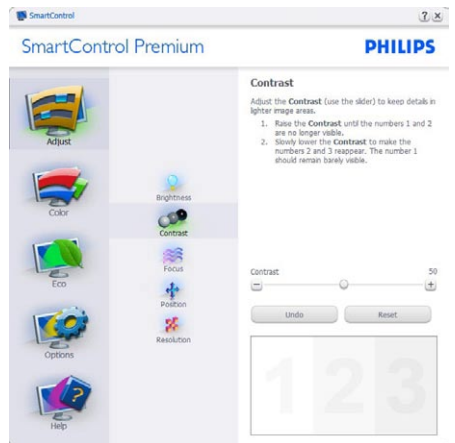 SmartControl
SmartControl Premium
PHILIPS
Adjust
Color
Eco
Options
Help
Brightness
Contrast
Focus
Position
Resolution
Contrast
Adjust the Contrast (use the slider) to keep details in
lighter image areas.
1. Raise the Contrast until the numbers 1 and 2
are no longer visible.
2. Slowly lower the Contrast to make the
numbers 2 and 3 reappear. The number 1
should remain barely visible.
Contrast 50
Undo Reset
1 2 3